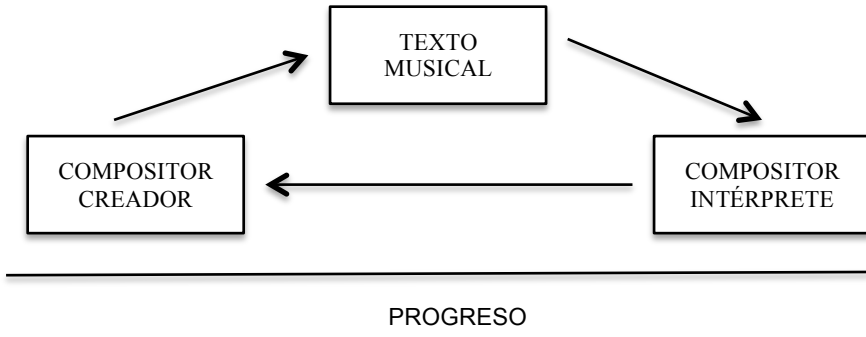 TEXTO
MUSICAL
COMPOSITOR
CREADOR
COMPOSITOR
INTÉRPRETE
PROGRESO